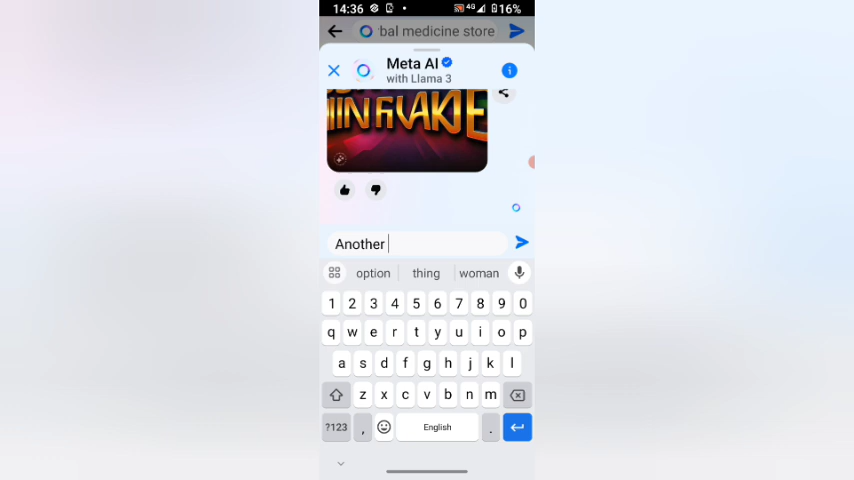 14:36 4G 16%
bal medicine store
Meta AI
with Llama 3
Another
option thing woman
1 2 3 4 5 6 7 8 9 0
q w e r t y u i o p
a s d f g h j k l
z x c v b n m
?123 , English .